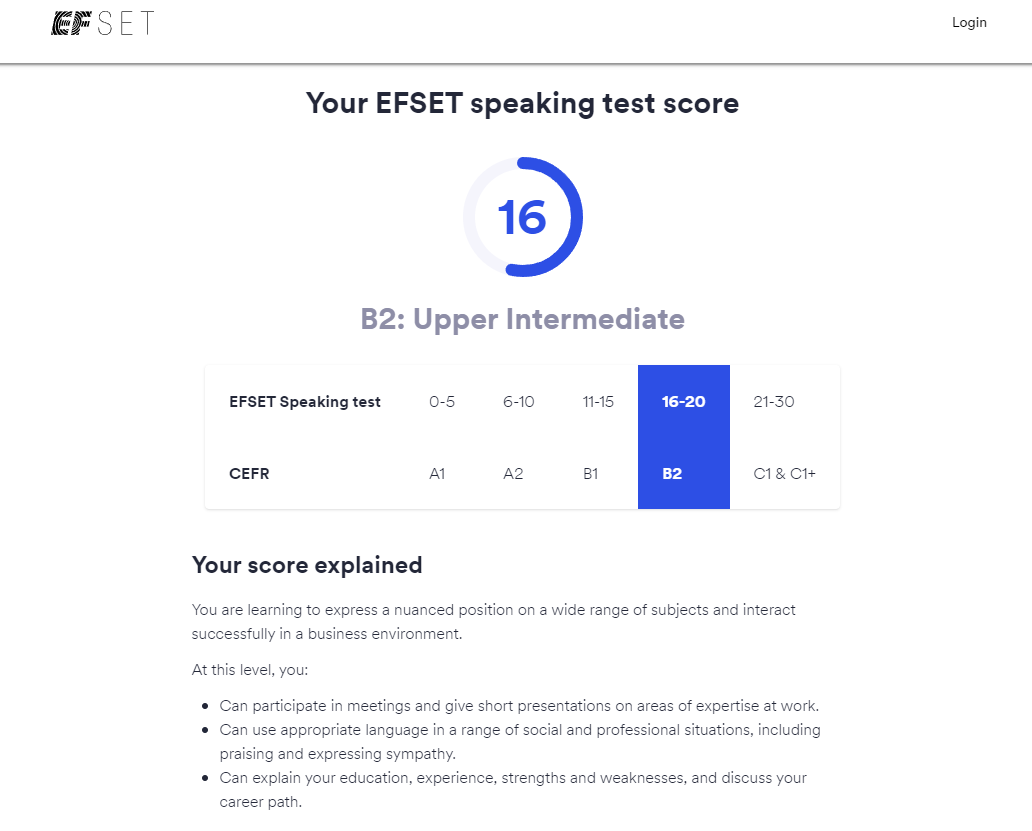 EFSET
Login
Your EFSET speaking test score
16
B2: Upper Intermediate
EFSET Speaking test 0-5 6-10 11-15 16-20 21-30
CEFR A1 A2 B1 B2 C1 & C1+
Your score explained
You are learning to express a nuanced position on a wide range of subjects and interact
successfully in a business environment.
At this level, you:
• Can participate in meetings and give short presentations on areas of expertise at work.
• Can use appropriate language in a range of social and professional situations, including
praising and expressing sympathy.
• Can explain your education, experience, strengths and weaknesses, and discuss your
career path.